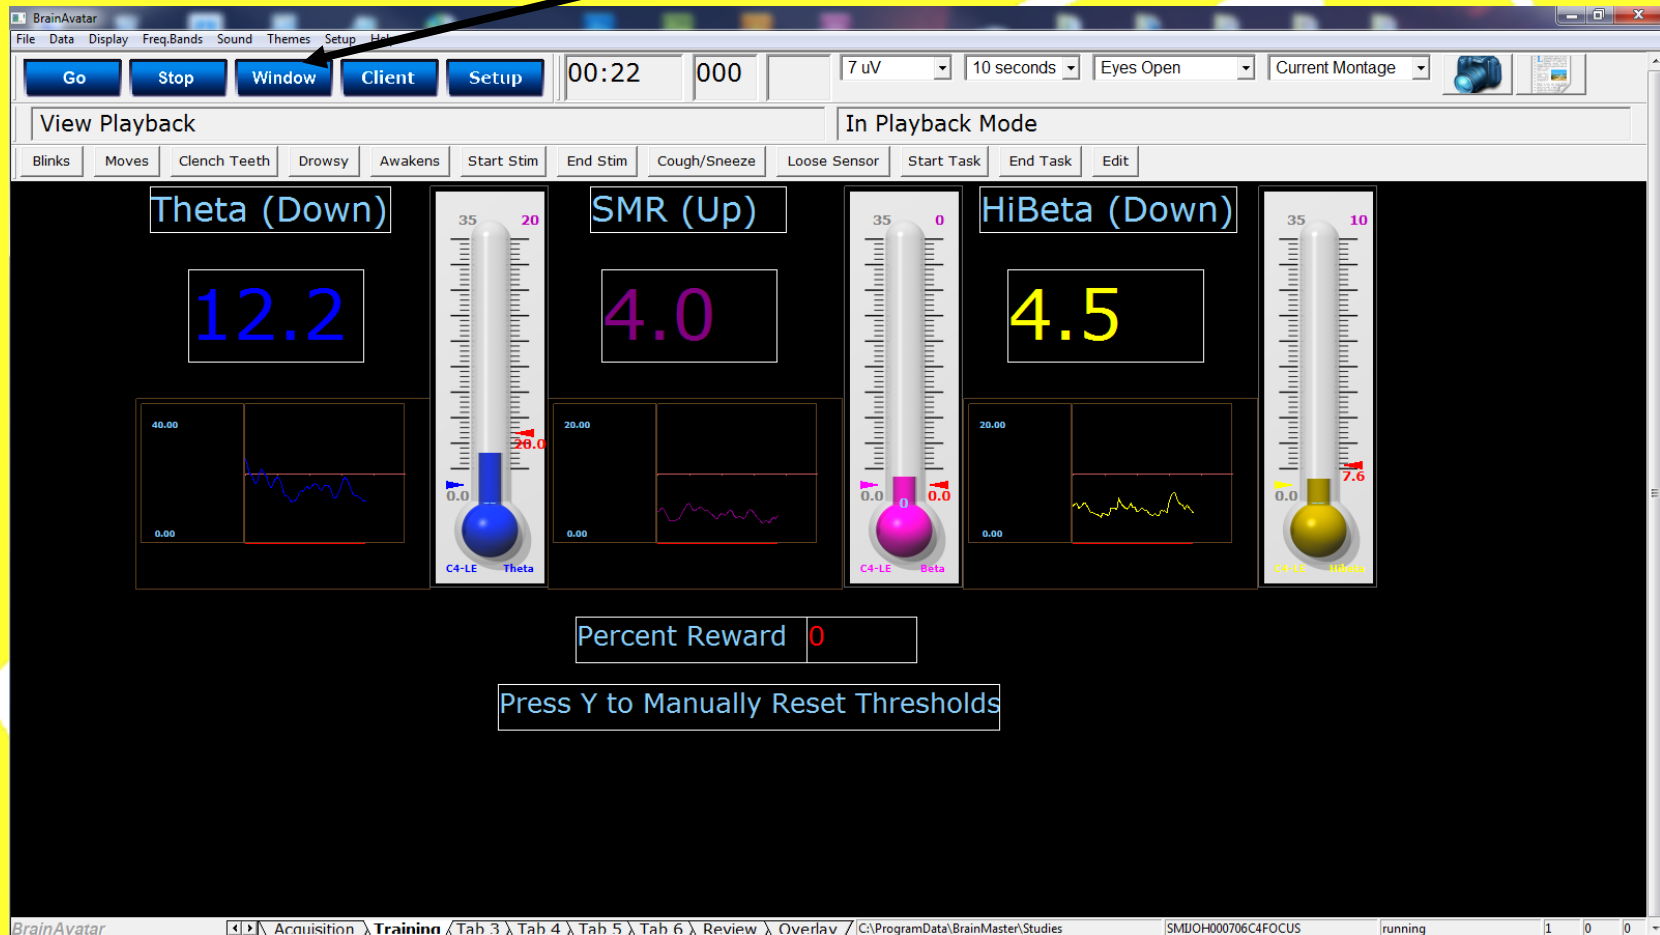 BrainAvatar
File Data Display Freq.Bands Sound Themes Setup Help
Go Stop Window Client Setup 00:22 000 7 uV 10 seconds Eyes Open Current Montage
View Playback In Playback Mode
Blinks Moves Clench Teeth Drowsy Awakens Start Stim End Stim Cough/Sneeze Loose Sensor Start Task End Task Edit
Theta (Down) 35 20 SMR (Up) 35 0 HiBeta (Down) 35 10
12.2 4.0 4.5
40.00 20.0 20.00 20.00
7.6
0.0 0.0 0 0.0 0.0
0.00 0.00 0.00
C4-LE Theta C4-LE Beta C4-LE Hibeta
Percent Reward 0
Press Y to Manually Reset Thresholds
BrainAvatar Acquisition Training Tab 3 Tab 4 Tab 5 Tab 6 Review Overlay C:\ProgramData\BrainMaster\Studies SMIJOH000706C4FOCUS running 1 0 0